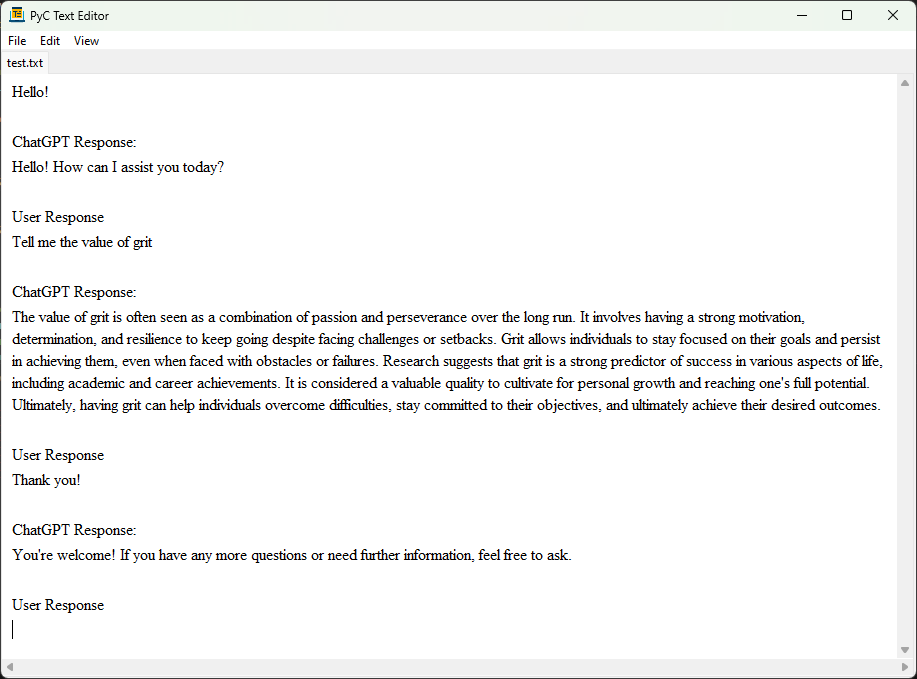 PyC Text Editor
File Edit View
test.txt
Hello!
ChatGPT Response:
Hello! How can I assist you today?
User Response
Tell me the value of grit
ChatGPT Response:
The value of grit is often seen as a combination of passion and perseverance over the long run. It involves having a strong motivation,
determination, and resilience to keep going despite facing challenges or setbacks. Grit allows individuals to stay focused on their goals and persist
in achieving them, even when faced with obstacles or failures. Research suggests that grit is a strong predictor of success in various aspects of life,
including academic and career achievements. It is considered a valuable quality to cultivate for personal growth and reaching one's full potential.
Ultimately, having grit can help individuals overcome difficulties, stay committed to their objectives, and ultimately achieve their desired outcomes.
User Response
Thank you!
ChatGPT Response:
You're welcome! If you have any more questions or need further information, feel free to ask.
User Response